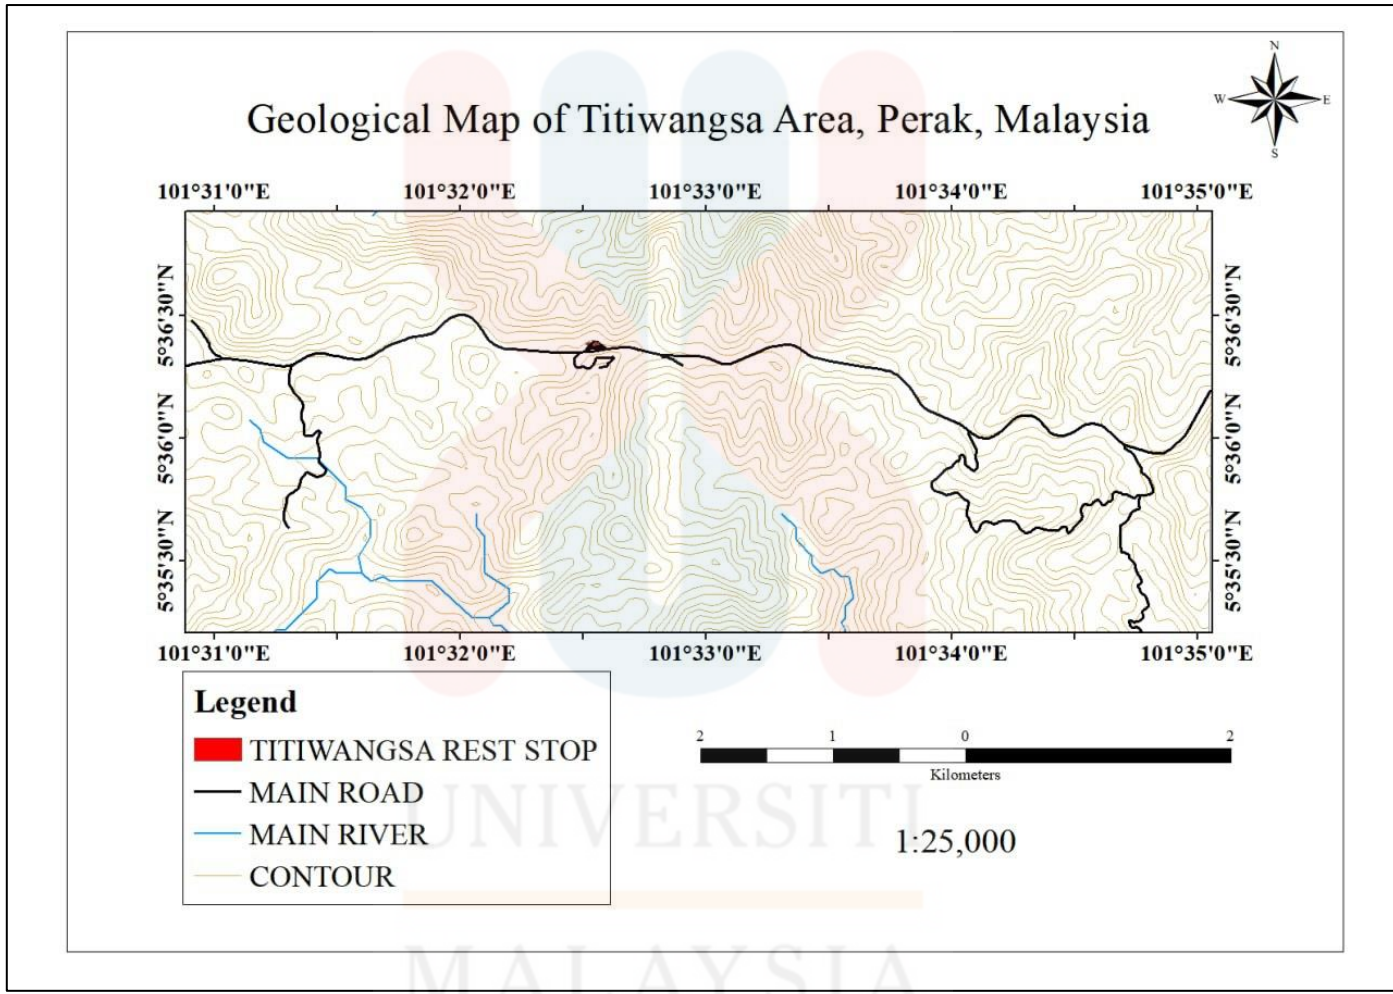 N
W E
S
Geological Map of Titiwangsa Area, Perak, Malaysia
101°31'0"E 101°32'0"E 101°33'0"E 101°34'0"E 101°35'0"E
5°36'30"N 5°36'30"N
5°36'0"N 5°36'0"N
5°35'30"N 5°35'30"N
101°31'0"E 101°32'0"E 101°33'0"E 101°34'0"E 101°35'0"E
Legend
TITIWANGSA REST STOP
MAIN ROAD
MAIN RIVER
CONTOUR
2 1 0 2
Kilometers
1:25,000
UNIVERSITI
MALAYSIA